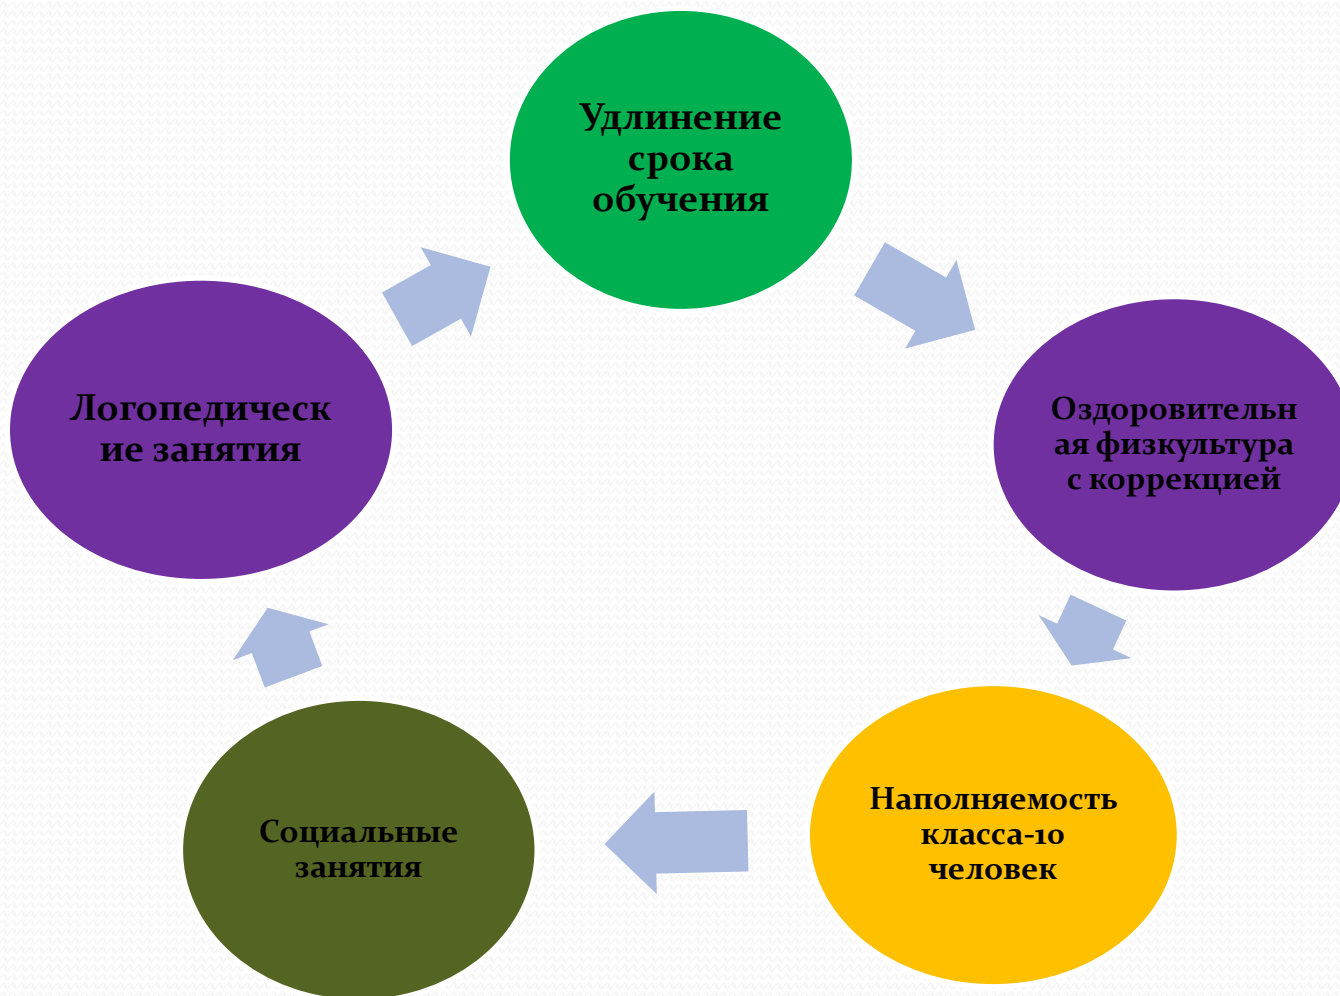 Удлинение
срока
обучения
Оздоровительн
ая физкультура
с коррекцией
Наполняемость
класса-10
человек
Социальные
занятия
Логопедическ
ие занятия